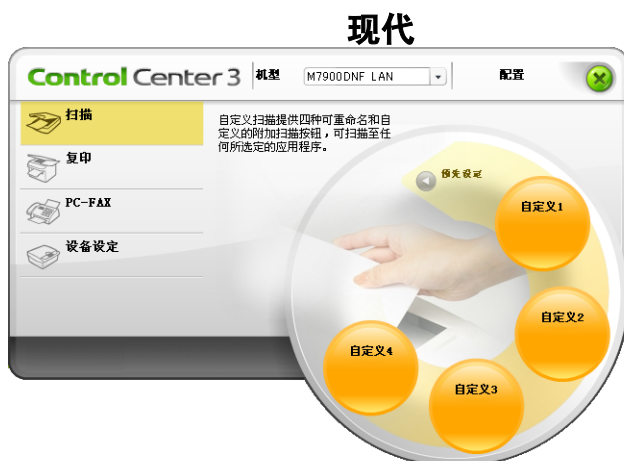 现代
Control Center 3
机型
M7900DNF LAN
配置
扫描
复印
PC-FAX
设备设定
自定义扫描提供四种可重命名和自
定义的附加扫描按钮，可扫描至任
何所选定的应用程序。
预先设定
自定义1
自定义2
自定义3
自定义4